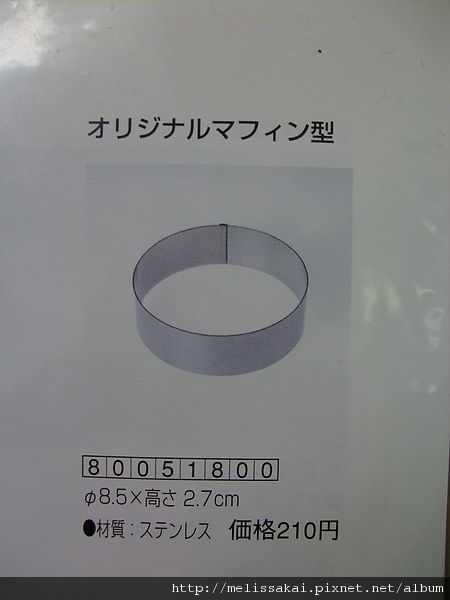 オリジナルマフィン型
80051800
φ8.5×高さ 2.7cm
●材質：ステンレス 価格210円
http://melissakai.pixnet.net/album